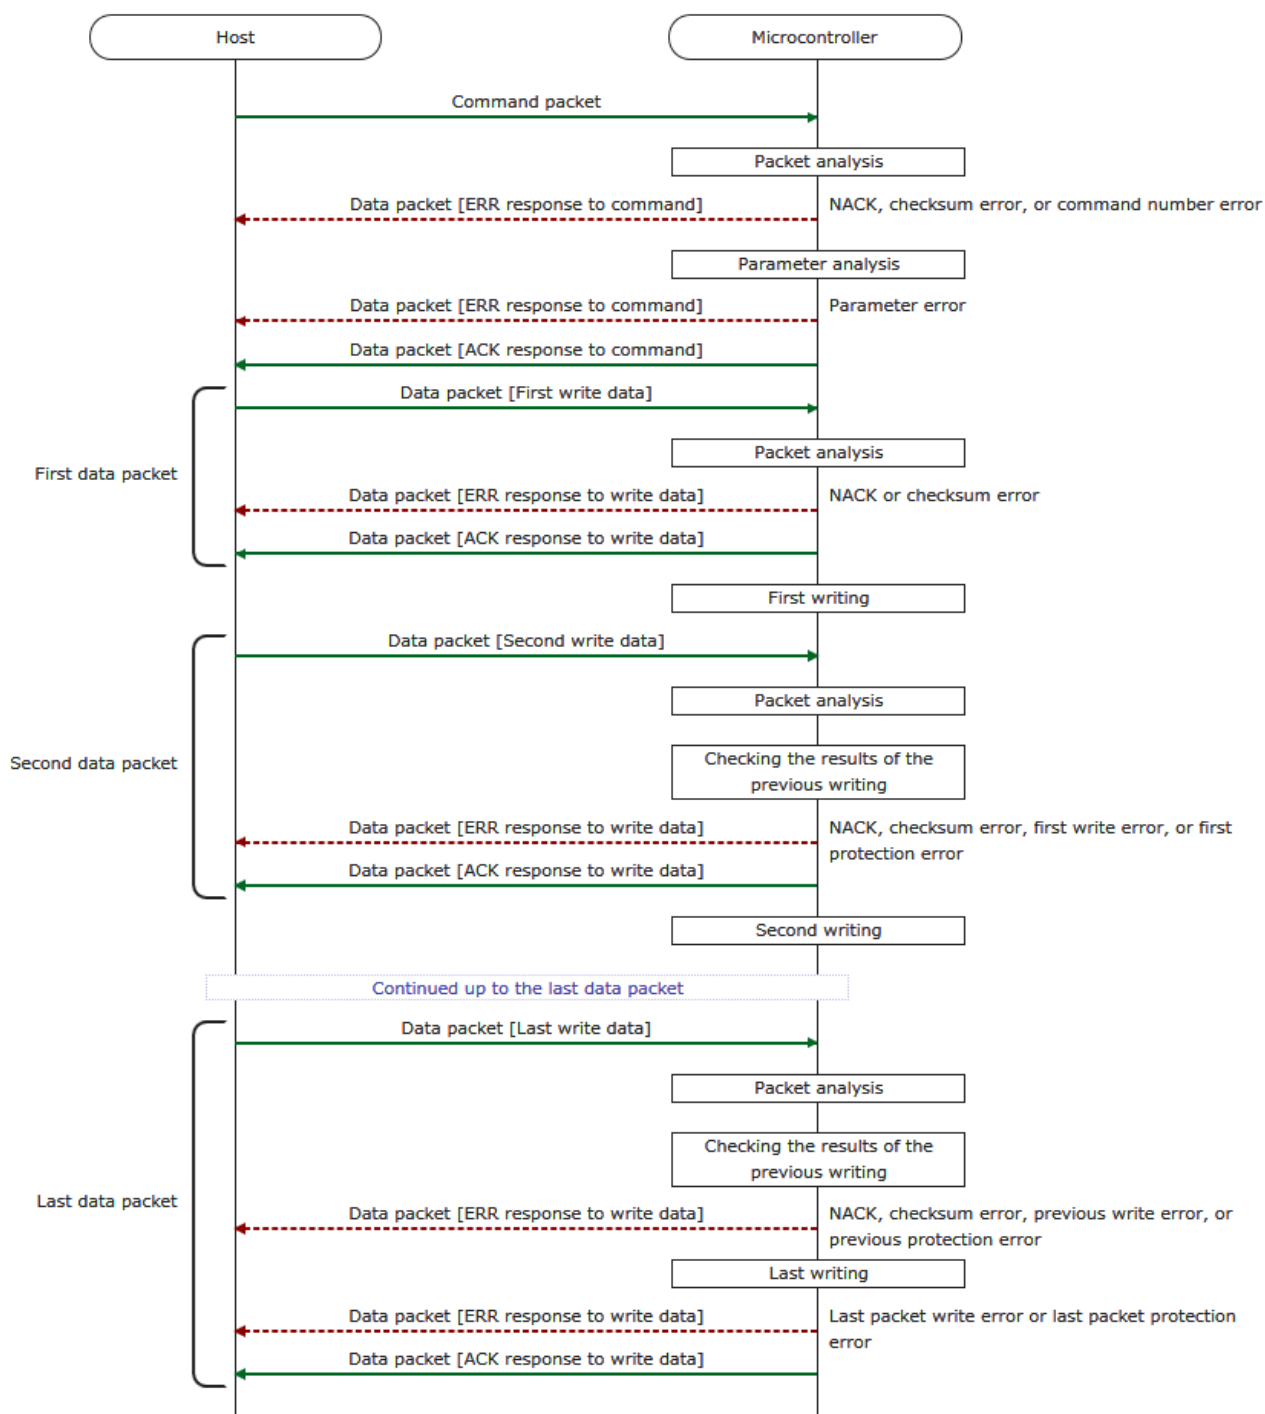 Host
Microcontroller
Command packet
Packet analysis
Data packet [ERR response to command]
NACK, checksum error, or command number error
Parameter analysis
Data packet [ERR response to command]
Parameter error
Data packet [ACK response to command]
First data packet
Data packet [First write data]
Packet analysis
Data packet [ERR response to write data]
NACK or checksum error
Data packet [ACK response to write data]
First writing
Second data packet
Data packet [Second write data]
Packet analysis
Checking the results of the
previous writing
Data packet [ERR response to write data]
NACK, checksum error, first write error, or first
protection error
Data packet [ACK response to write data]
Second writing
Continued up to the last data packet
Last data packet
Data packet [Last write data]
Packet analysis
Checking the results of the
previous writing
Data packet [ERR response to write data]
NACK, checksum error, previous write error, or
previous protection error
Last writing
Data packet [ERR response to write data]
Last packet write error or last packet protection
error
Data packet [ACK response to write data]